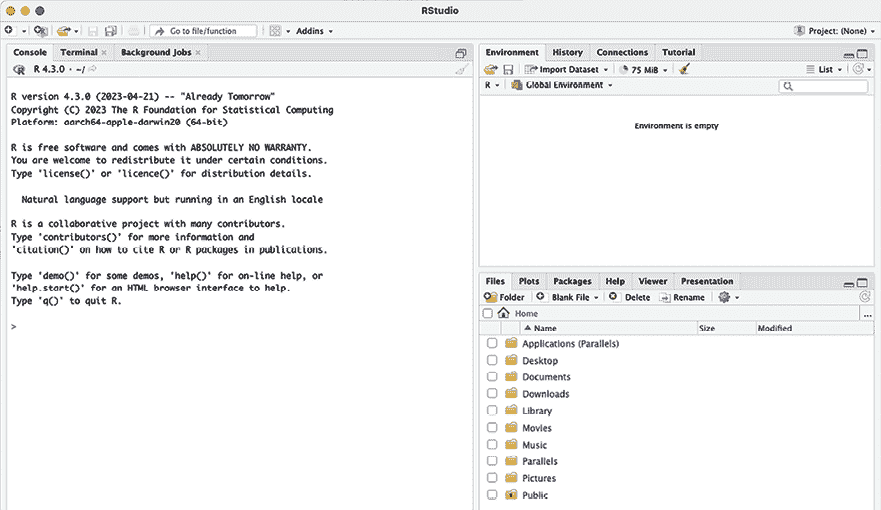 RStudio
Go to file/function
Addins
Project: (None)
Console Terminal Background Jobs
R 4.3.0 · ~/
R version 4.3.0 (2023-04-21) -- "Already Tomorrow"
Copyright (C) 2023 The R Foundation for Statistical Computing
Platform: aarch64-apple-darwin20 (64-bit)
R is free software and comes with ABSOLUTELY NO WARRANTY.
You are welcome to redistribute it under certain conditions.
Type 'license()' or 'licence()' for distribution details.
Natural language support but running in an English locale
R is a collaborative project with many contributors.
Type 'contributors()' for more information and
'citation()' on how to cite R or R packages in publications.
Type 'demo()' for some demos, 'help()' for on-line help, or
'help.start()' for an HTML browser interface to help.
Type 'q()' to quit R.
>
Environment History Connections Tutorial
Import Dataset 75 MiB List
R Global Environment
Environment is empty
Files Plots Packages Help Viewer Presentation
Folder Blank File Delete Rename
Home ...
Name Size Modified
Applications (Parallels)
Desktop
Documents
Downloads
Library
Movies
Music
Parallels
Pictures
Public